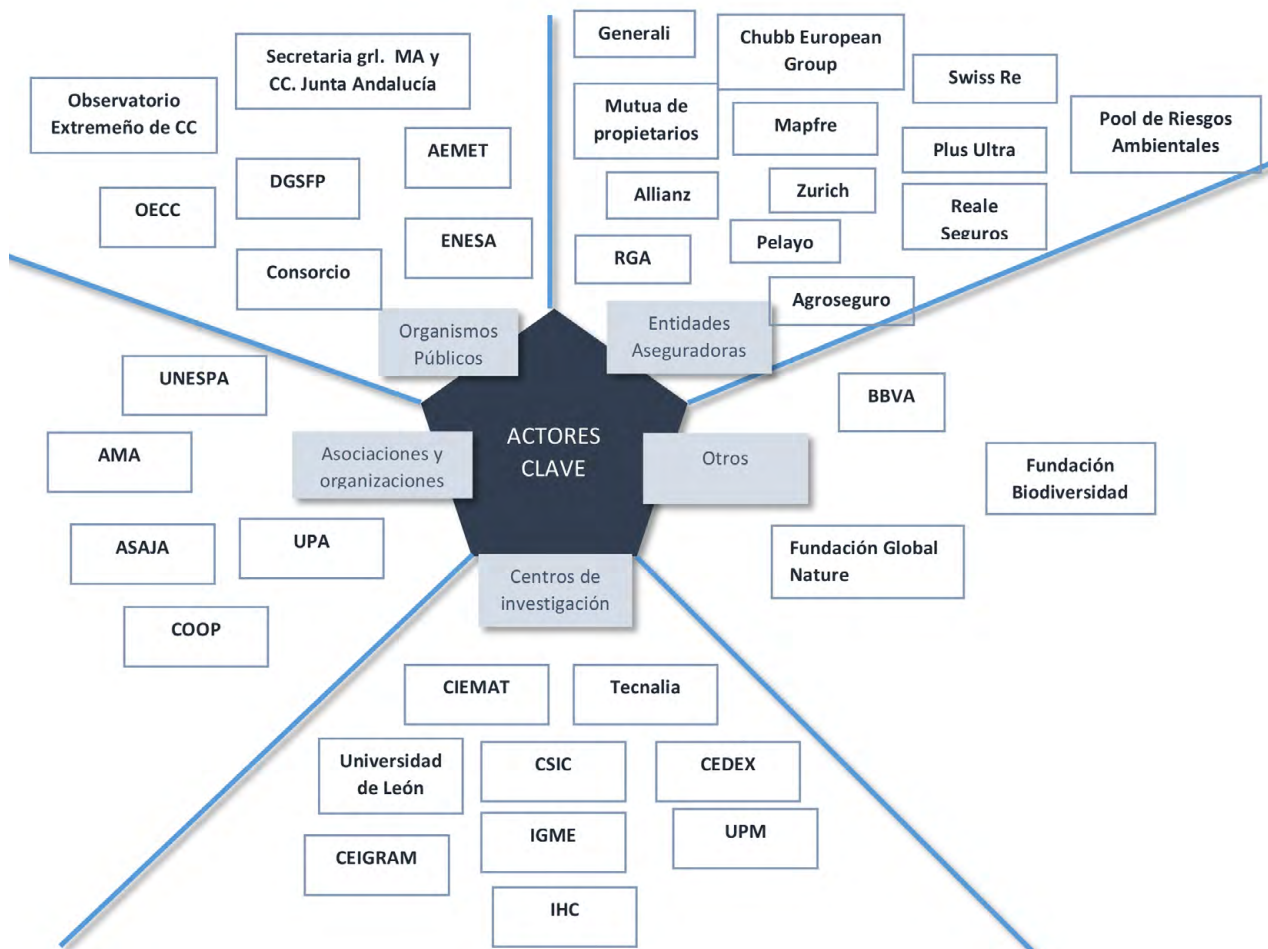 Secretaria grl. MA y
CC. Junta Andalucía
Observatorio
Extremeño de CC
AEMET
DGSFP
OECC
ENESA
Consorcio
Organismos
Públicos
Generali
Chubb European
Group
Swiss Re
Mutua de
propietarios
Mapfre
Pool de Riesgos
Ambientales
Plus Ultra
Allianz
Zurich
Reale
Seguros
Pelayo
RGA
Agroseguro
Entidades
Aseguradoras
UNESPA
AMA
Asociaciones y
organizaciones
ASAJA
UPA
COOP
ACTORES
CLAVE
Otros
BBVA
Fundación
Biodiversidad
Fundación Global
Nature
Centros de
investigación
CIEMAT
Tecnalia
Universidad
de León
CSIC
CEDEX
IGME
UPM
CEIGRAM
IHC